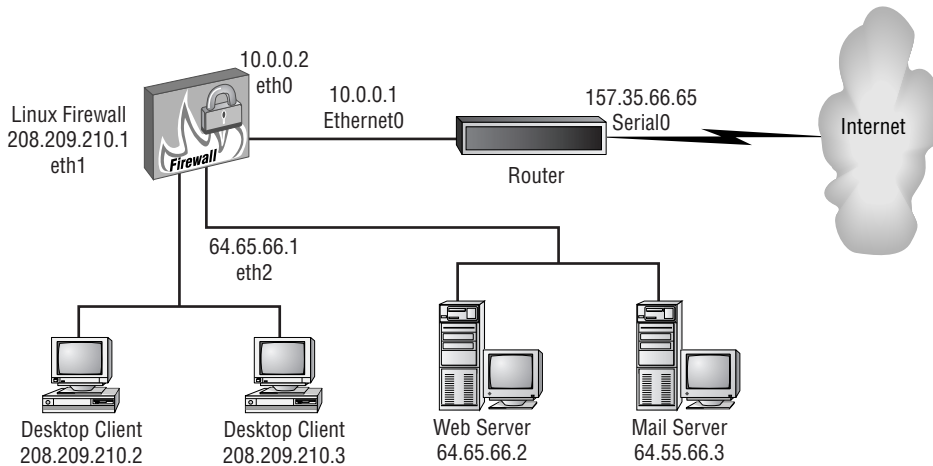 10.0.0.2
eth0
Linux Firewall
208.209.210.1
eth1
Firewall
10.0.0.1
Ethernet0
157.35.66.65
Serial0
Router
Internet
64.65.66.1
eth2
Desktop Client
208.209.210.2
Desktop Client
208.209.210.3
Web Server
64.65.66.2
Mail Server
64.55.66.3